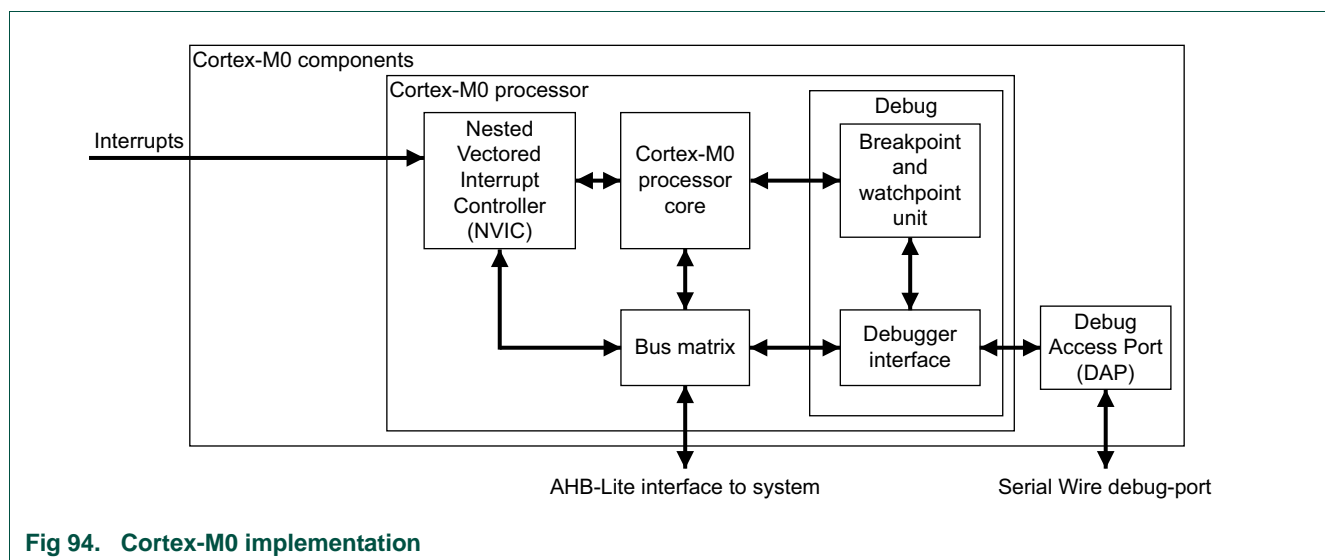 Cortex-M0 components
Cortex-M0 processor
Debug
Interrupts
Nested
Vectored
Interrupt
Controller
(NVIC)
Cortex-M0
processor
core
Breakpoint
and
watchpoint
unit
Bus matrix
Debugger
interface
Debug
Access Port
(DAP)
AHB-Lite interface to system
Serial Wire debug-port
Fig 94. Cortex-M0 implementation